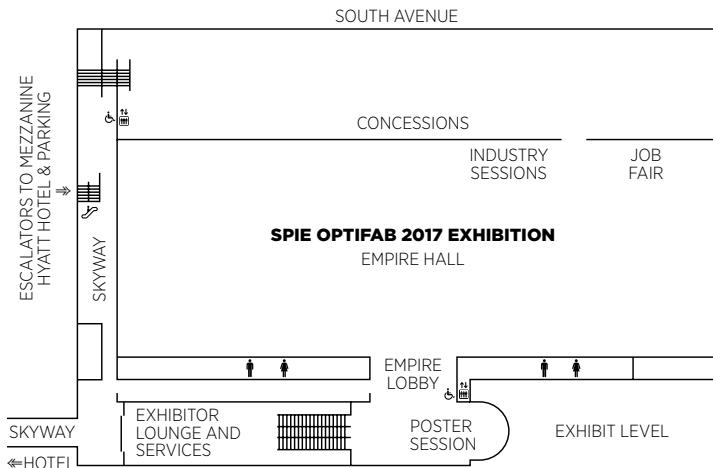 SOUTH AVENUE
ESCALATORS TO MEZZANINE
HYATT HOTEL & PARKING
CONCESSIONS
INDUSTRY
SESSIONS
JOB
FAIR
SPIE OPTIFAB 2017 EXHIBITION
EMPIRE HALL
SKYWAY
EMPIRE
LOBBY
SKYWAY
HOTEL
EXHIBITOR
LOUNGE AND
SERVICES
POSTER
SESSION
EXHIBIT LEVEL